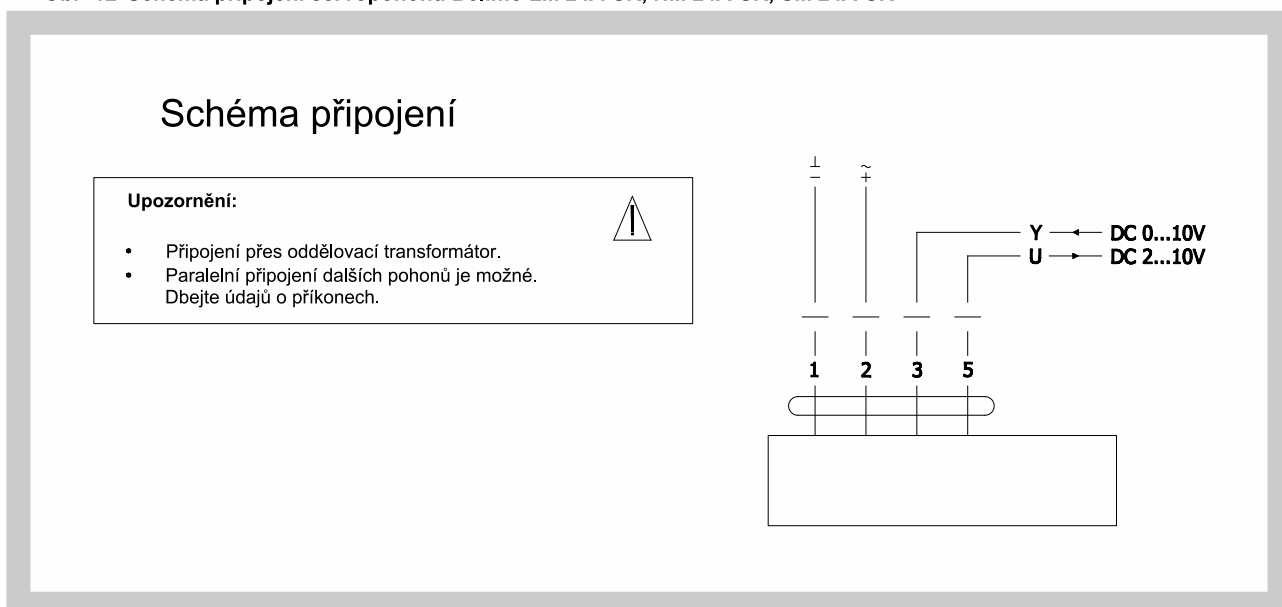 Schéma připojení
Upozornění:
• Připojení přes oddělovací transformátor.
• Paralelní připojení dalších pohonů je možné.
Dbejte údajů o příkonech.
⊥ ~
− +
Y DC 0...10V
U DC 2...10V
1 2 3 5